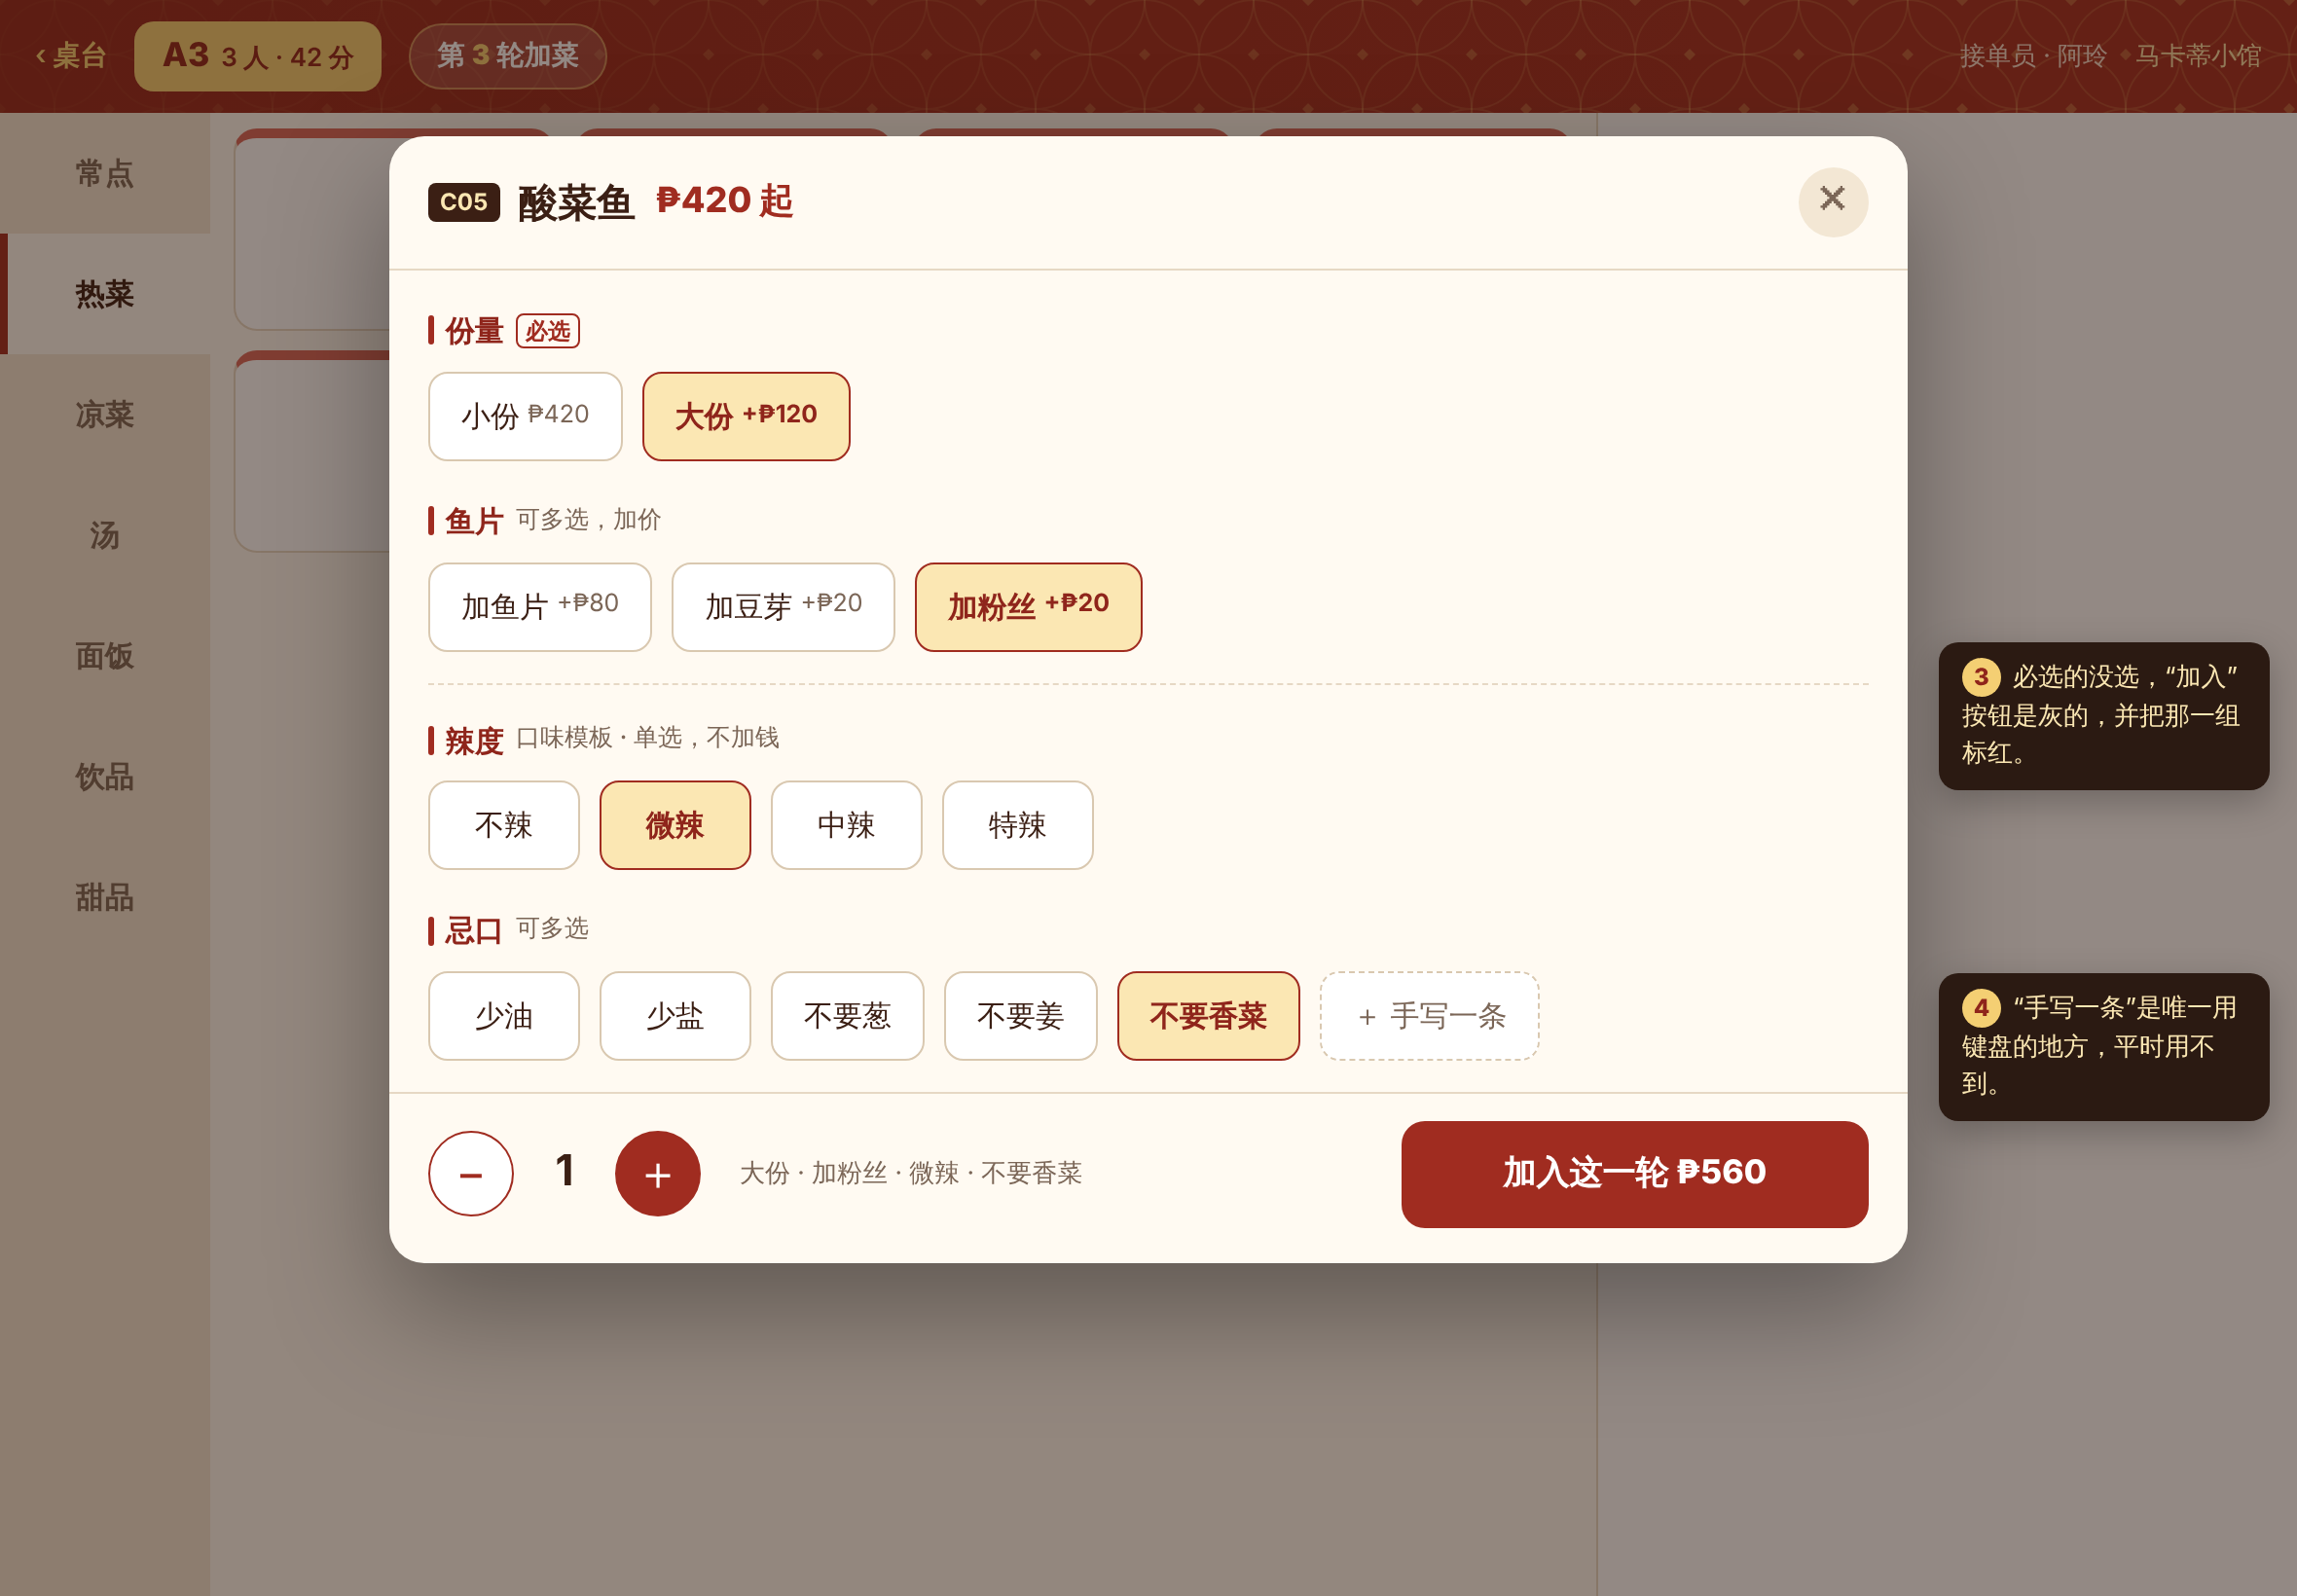 ‹ 桌台
A3 3 人 · 42 分
第 3 轮加菜
接单员 · 阿玲 · 马卡蒂小馆
常点
热菜
凉菜
汤
面饭
饮品
甜品
C05 酸菜鱼 ₱420 起
✕
份量 必选
小份 ₱420
大份 +₱120
鱼片 可多选，加价
加鱼片 +₱80
加豆芽 +₱20
加粉丝 +₱20
辣度 口味模板 · 单选，不加钱
不辣
微辣
中辣
特辣
忌口 可多选
少油
少盐
不要葱
不要姜
不要香菜
＋ 手写一条
− 1 ＋
大份 · 加粉丝 · 微辣 · 不要香菜
加入这一轮 ₱560
3 必选的没选，“加入”
按钮是灰的，并把那一组
标红。
4 “手写一条”是唯一用
键盘的地方，平时用不
到。